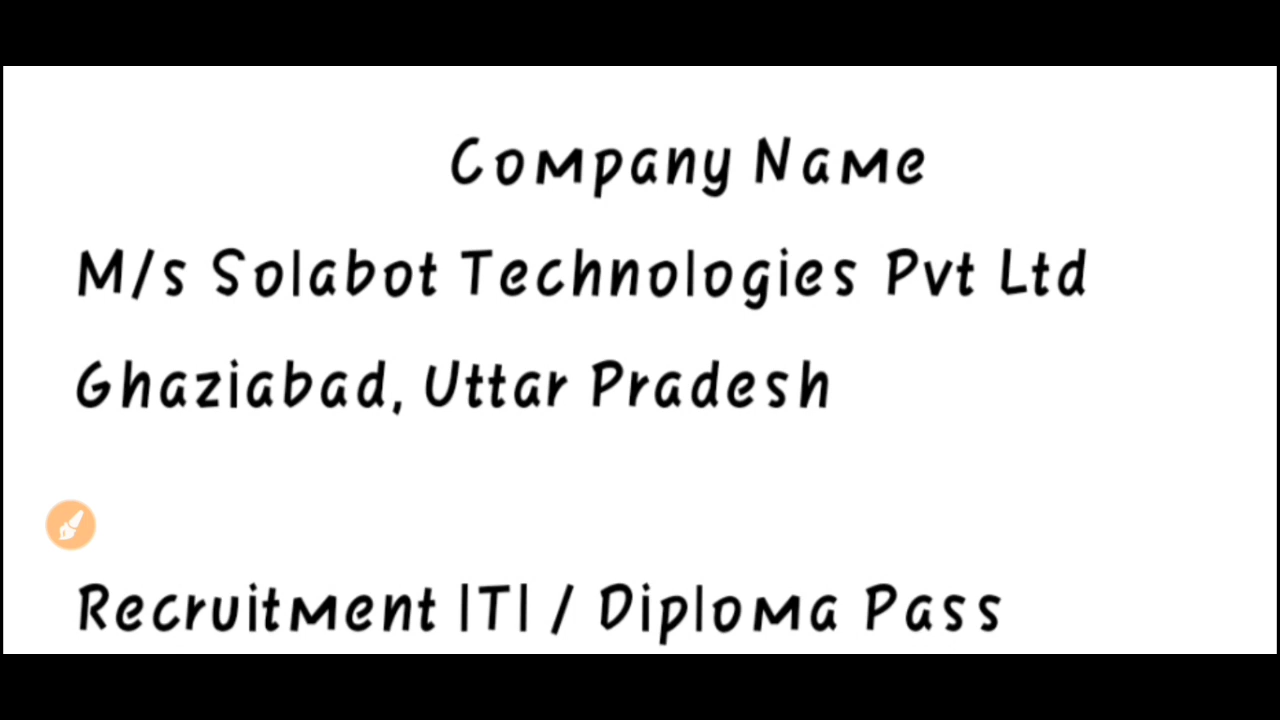 Company Name
M/s Solabot Technologies Pvt Ltd
Ghaziabad, Uttar Pradesh
Recruitment ITI / Diploma Pass